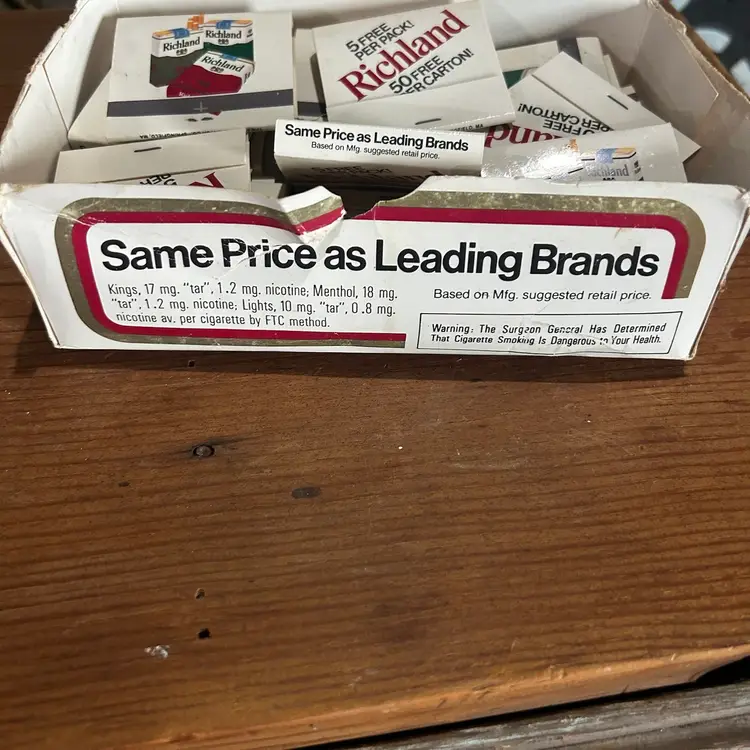 Richland
Richland
Richland
5 FREE
PER PACK!
Richland
50 FREE
PER CARTON!
Same Price as Leading Brands
Based on Mfg. suggested retail price.
FREE
PER CARTON!
Richland
Same Price as Leading Brands
Kings, 17 mg. "tar", 1.2 mg. nicotine; Menthol, 18 mg.
"tar", 1.2 mg. nicotine; Lights, 10 mg. "tar", 0.8 mg.
nicotine av. per cigarette by FTC method.
Based on Mfg. suggested retail price.
Warning: The Surgeon General Has Determined
That Cigarette Smoking Is Dangerous to Your Health.